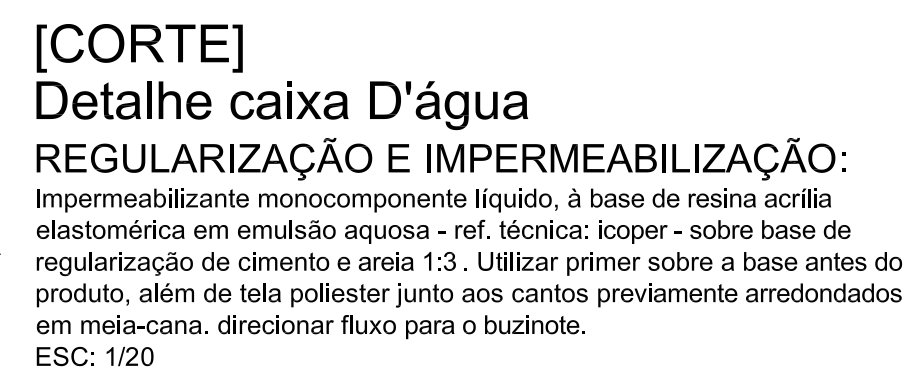 [CORTE]
Detalhe caixa D'água
REGULARIZAÇÃO E IMPERMEABILIZAÇÃO:
Impermeabilizante monocomponente líquido, à base de resina acrília
elastomérica em emulsão aquosa - ref. técnica: icoper - sobre base de
regularização de cimento e areia 1:3 . Utilizar primer sobre a base antes do
produto, além de tela poliester junto aos cantos previamente arredondados
em meia-cana. direcionar fluxo para o buzinote.
ESC: 1/20